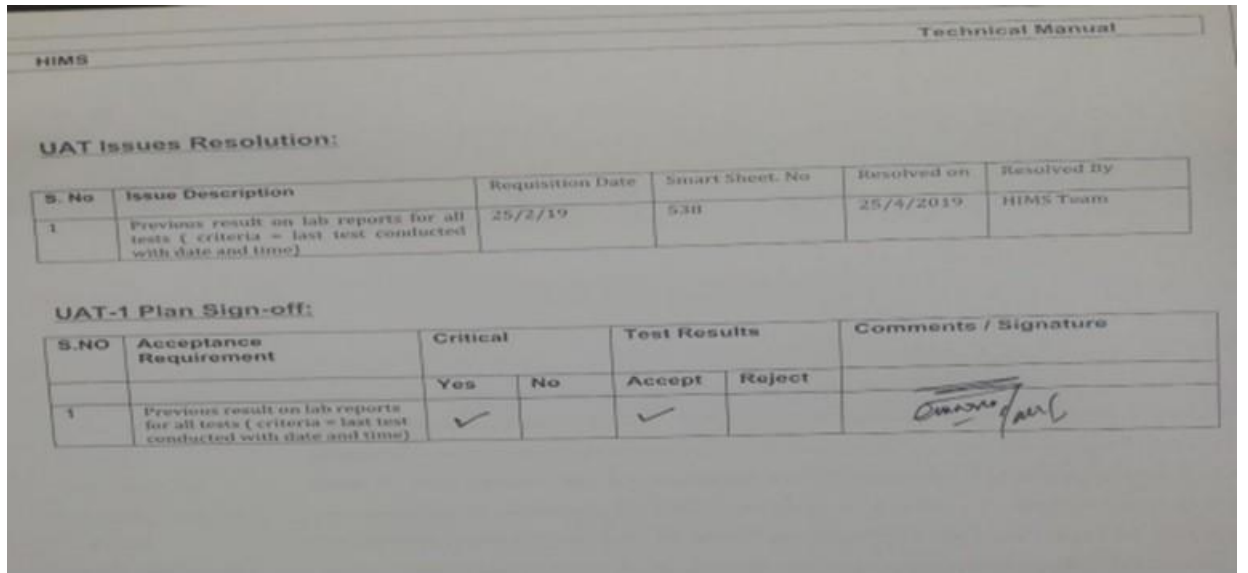 Technical Manual
HIMS
UAT Issues Resolution:
S. No Issue Description Requisition Date Smart Sheet. No Resolved on Resolved By
1 Previous result on lab reports for all 25/2/19 538 25/4/2019 HIMS Team
tests ( criteria = last test conducted
with date and time)
UAT-1 Plan Sign-off:
S.NO Acceptance Critical Test Results Comments / Signature
Requirement
Yes No Accept Reject
1 Previous result on lab reports
for all tests ( criteria = last test
conducted with date and time)